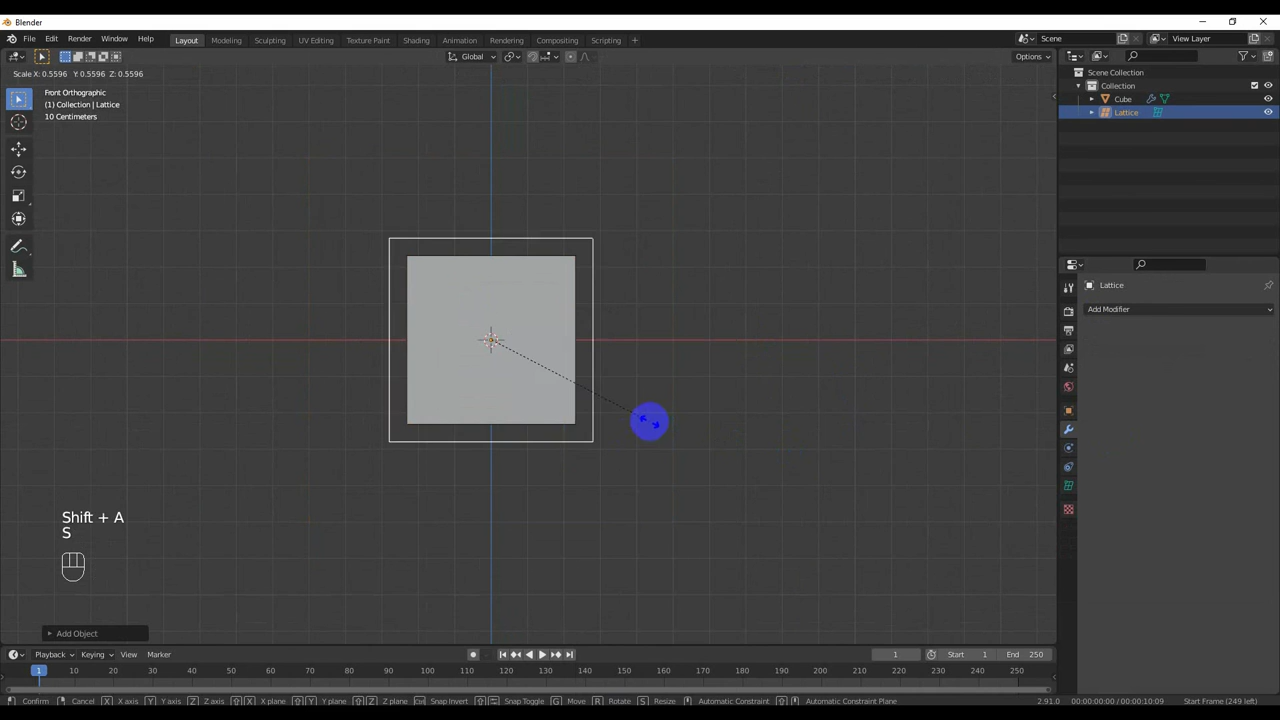 Blender
File Edit Render Window Help Layout Modeling Sculpting UV Editing Texture Paint Shading Animation Rendering Compositing Scripting + Scene View Layer
Global Options
Scale X: 0.5596 Y: 0.5596 Z: 0.5596
Front Orthographic
(1) Collection | Lattice
10 Centimeters
Scene Collection
Collection
Cube
Lattice
Lattice
Add Modifier
Shift + A
S
Add Object
Playback Keying View Marker 1 Start 1 End 250
1 10 20 30 40 50 60 70 80 90 100 110 120 130 140 150 160 170 180 190 200 210 220 230 240 250
Confirm Cancel X X axis Y Y axis Z Z axis X X plane Y Y plane Z Z plane Snap Invert Snap Toggle G Move R Rotate S Resize Automatic Constraint Automatic Constraint Plane 2.91.0 00:00:00:00 / 00:00:10:09 Start Frame (249 left)